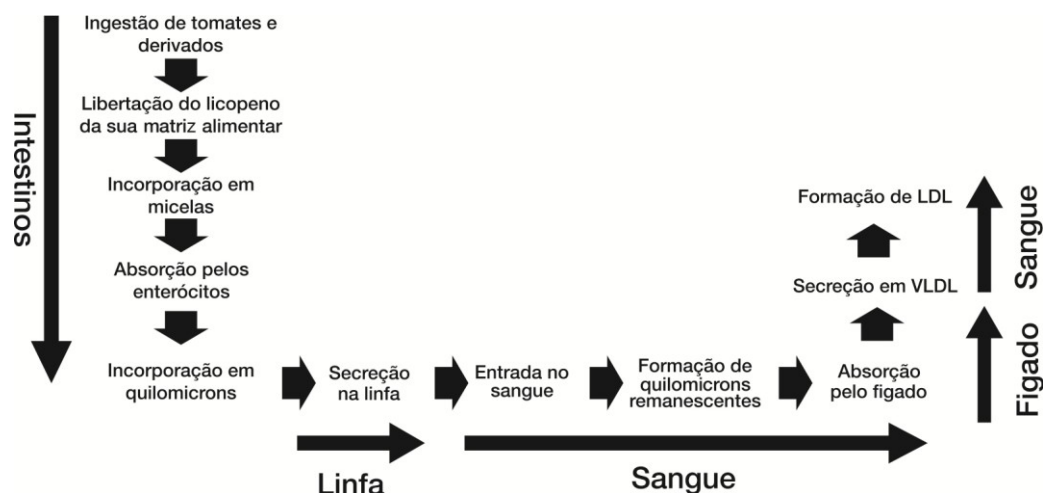 Ingestão de tomates e
derivados
Libertação do licopeno
da sua matriz alimentar
Incorporação em
micelas
Absorção pelos
enterócitos
Incorporação em
quilomicrons
Intestinos
Secreção
na linfa
Linfa
Entrada no
sangue
Formação de
quilomicrons
remanescentes
Absorção
pelo figado
Sangue
Secreção em VLDL
Formação de LDL
Figado
Sangue